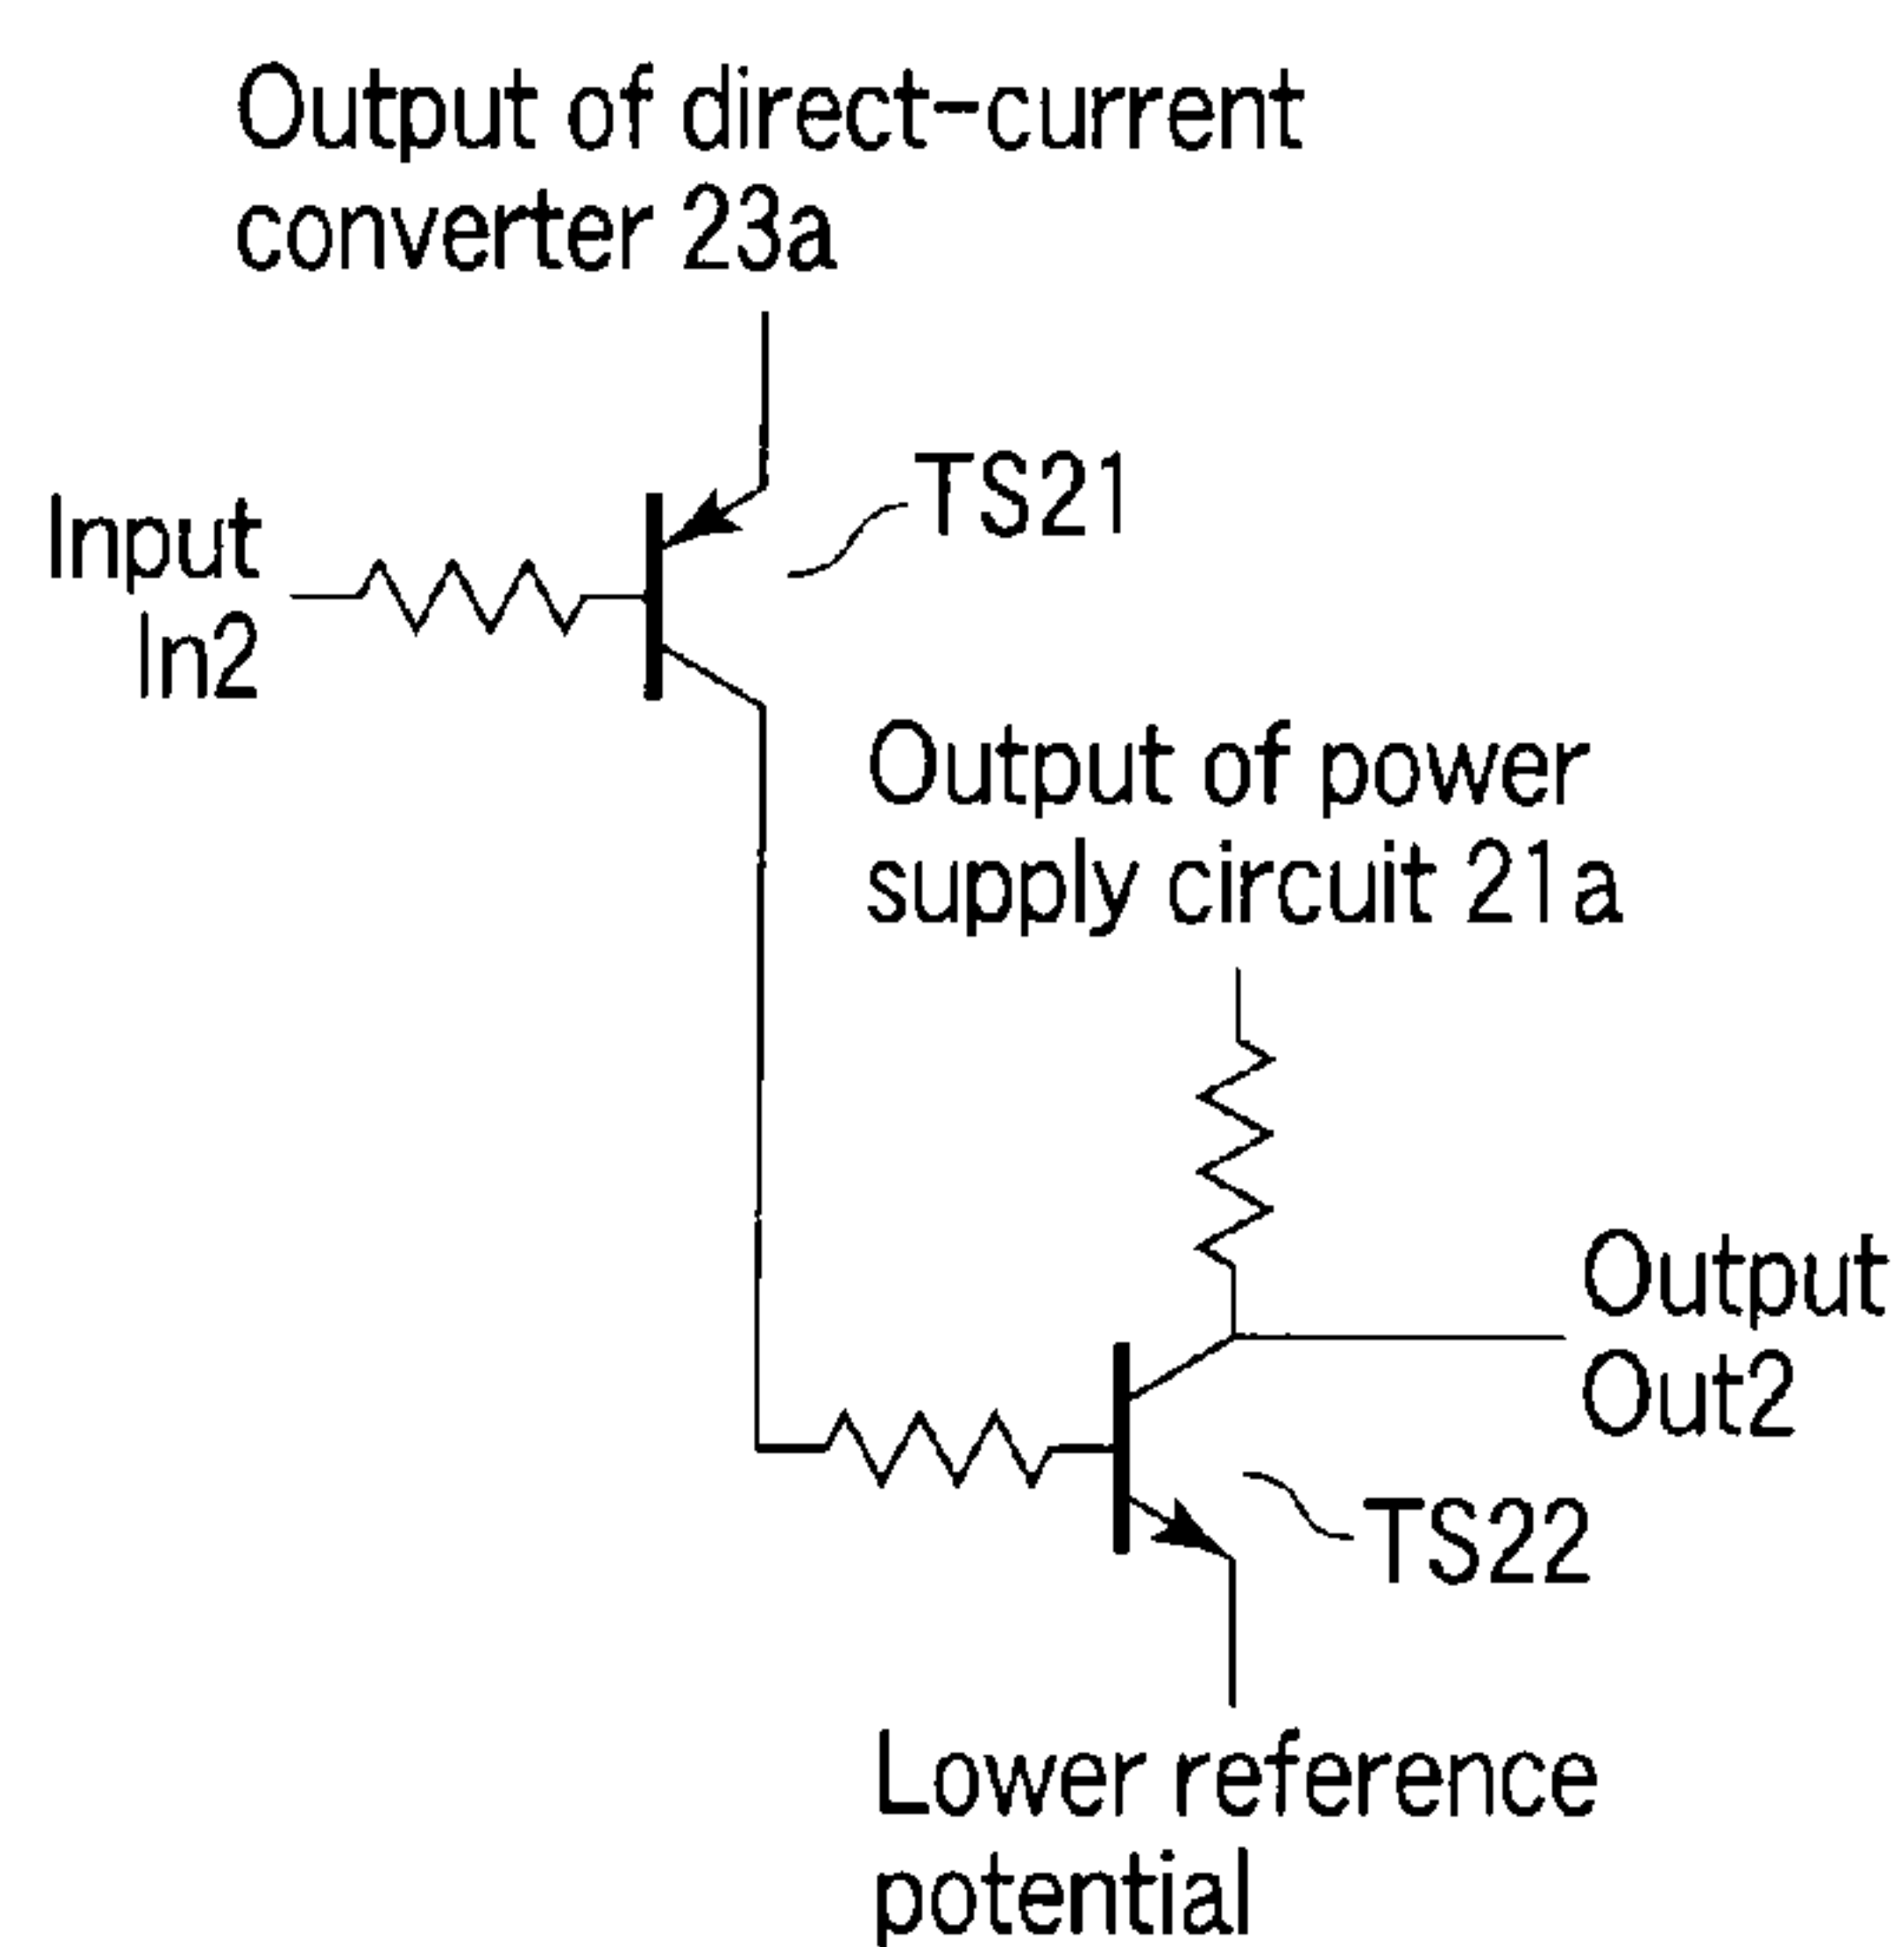 Output of direct-current
converter 23a
TS21
Input
In2
Output of power
supply circuit 21a
Output
Out2
TS22
Lower reference
potential